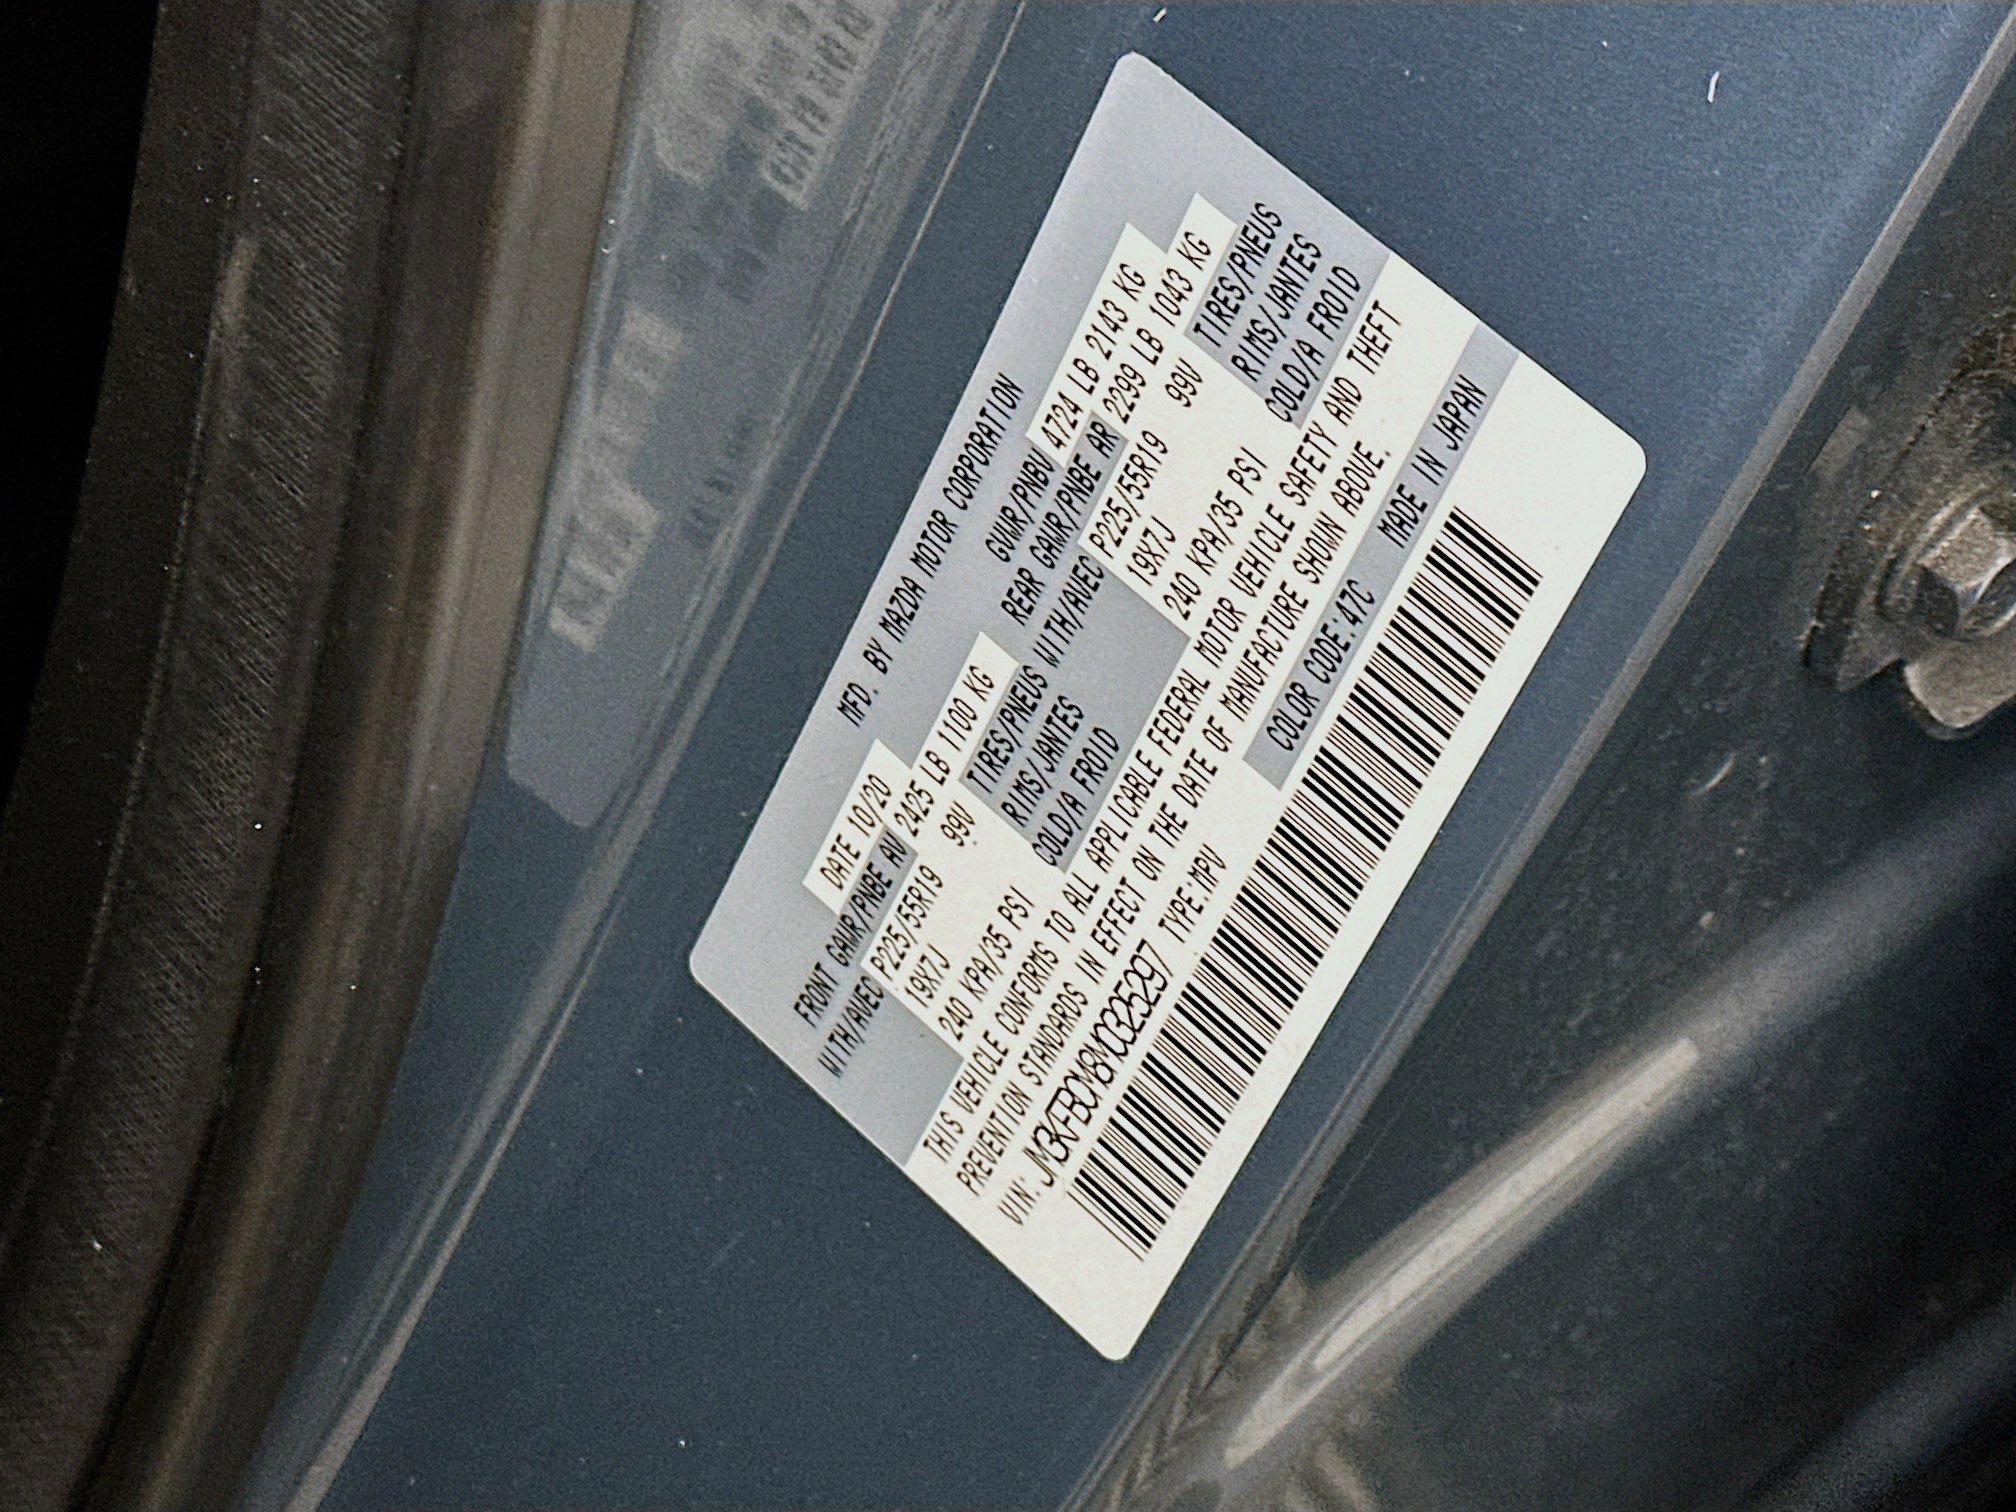 MFD. BY MAZDA MOTOR CORPORATION
DATE 10/20 GVWR/PNBV 4724 LB 2143 KG
FRONT GAWR/PNBE AV 2425 LB 1100 KG REAR GAWR/PNBE AR 2299 LB 1043 KG
WITH/AVEC P225/55R19 99V TIRES/PNEUS WITH/AVEC P225/55R19 99V TIRES/PNEUS
19X7J RIMS/JANTES 19X7J RIMS/JANTES
240 KPA/35 PSI COLD/A FROID 240 KPA/35 PSI COLD/A FROID
THIS VEHICLE CONFORMS TO ALL APPLICABLE FEDERAL MOTOR VEHICLE SAFETY AND THEFT
PREVENTION STANDARDS IN EFFECT ON THE DATE OF MANUFACTURE SHOWN ABOVE.
VIN: JM3KFBCM8M0325297 TYPE:MPV COLOR CODE:47C MADE IN JAPAN